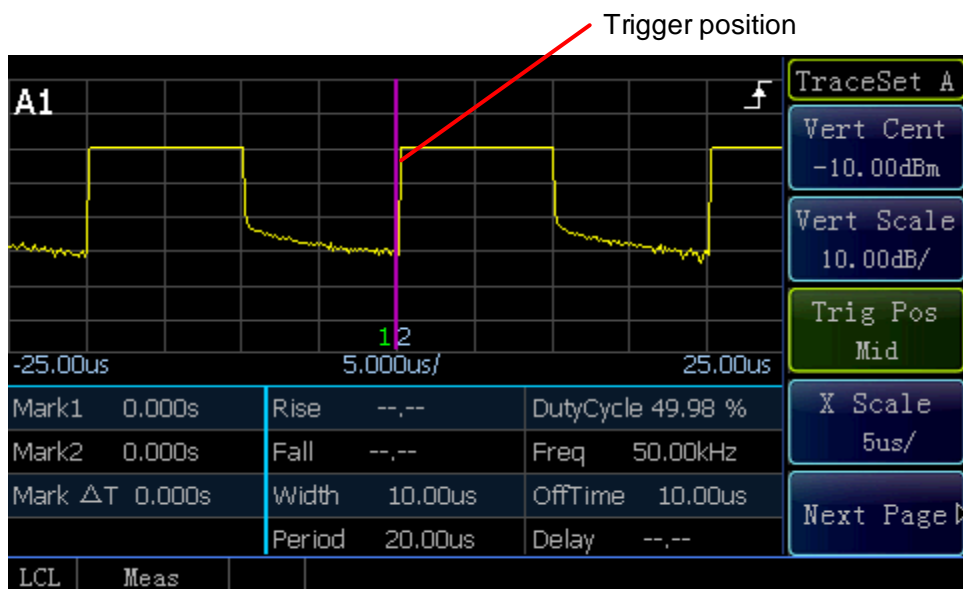 Trigger position
A1
TraceSet A
Vert Cent
-10.00dBm
Vert Scale
10.00dB/
Trig Pos
Mid
X Scale
5us/
Next Page
1 2
-25.00us 5.000us/ 25.00us
Mark1 0.000s Rise --.-- DutyCycle 49.98 %
Mark2 0.000s Fall --.-- Freq 50.00kHz
Mark △T 0.000s Width 10.00us OffTime 10.00us
Period 20.00us Delay --.--
LCL Meas